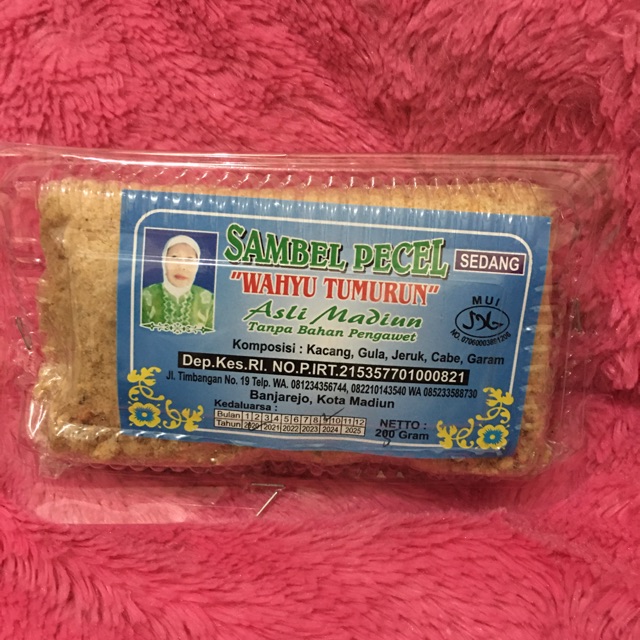 SAMBEL PECEL
SEDANG
"WAHYU TUMURUN"
Asli Madiun
Tanpa Bahan Pengawet
MUI
Komposisi : Kacang, Gula, Jeruk, Cabe, Garam
Dep.Kes.RI. NO.P.IRT.215357701000821
Jl. Timbangan No. 19 Telp. WA. 081234356744, 082210143540 WA 085233588730
Banjarejo, Kota Madiun
Kedaluarsa :
Bulan 1 2 3 4 5 6 7 8 9 10 11 12
Tahun 2020 2021 2022 2023 2024 2025
NETTO :
200 Gram